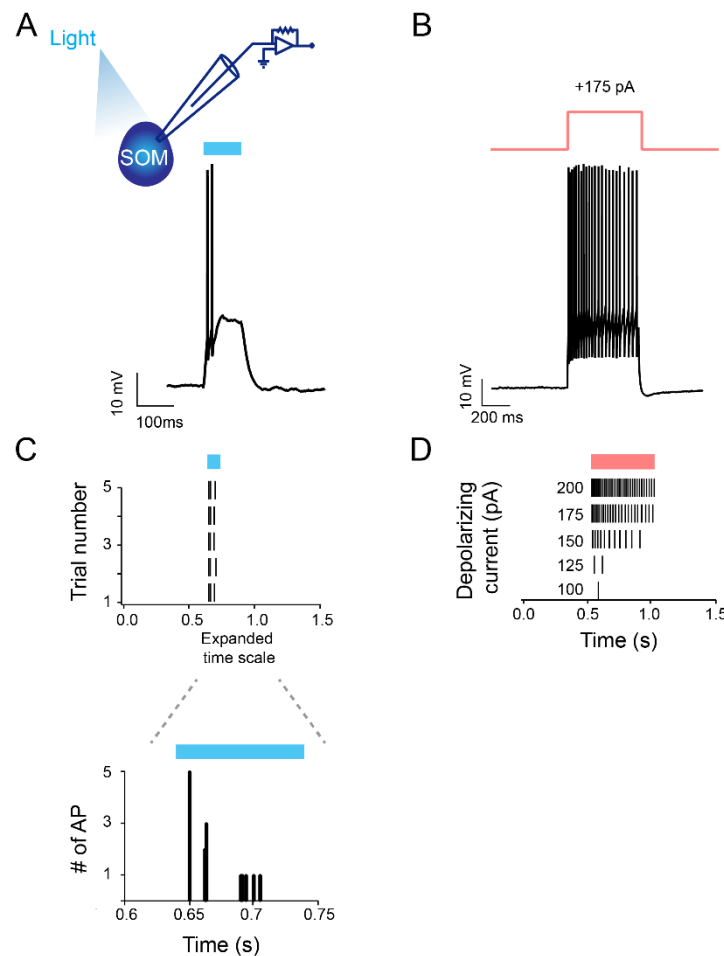 A
Light
SOM
10 mV
100ms
B
+175 pA
10 mV
200 ms
C
Trial number
5
3
1
0.0 0.5 1.0 1.5
Expanded
time scale
# of AP
5
3
1
0.6 0.65 0.7 0.75
Time (s)
D
Depolarizing
current (pA)
200
175
150
125
100
0.0 0.5 1.0 1.5
Time (s)